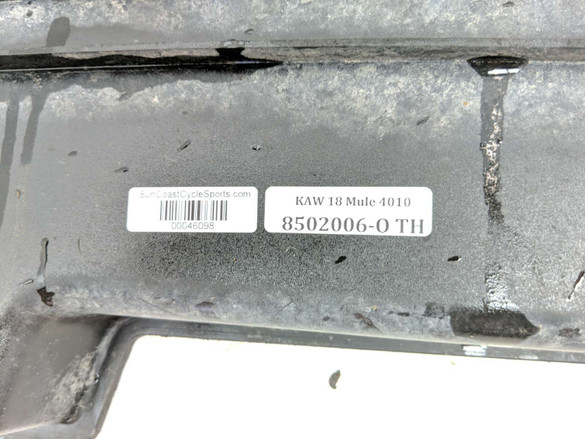 SunCoastCycleSports.com
00046098
KAW 18 Mule 4010
8502006-O TH